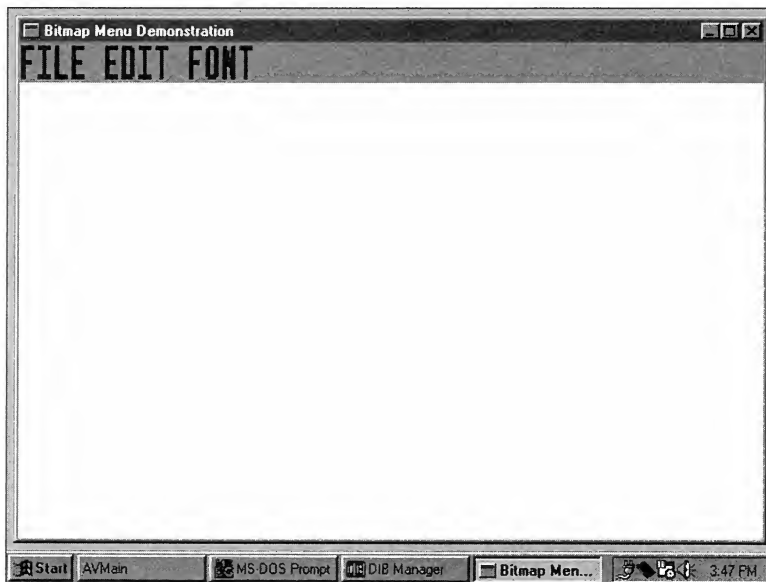 Bitmap Menu Demonstration
FILE EDIT FONT
Start AVMain MS-DOS Prompt DIB Manager Bitmap Men... 3:47 PM